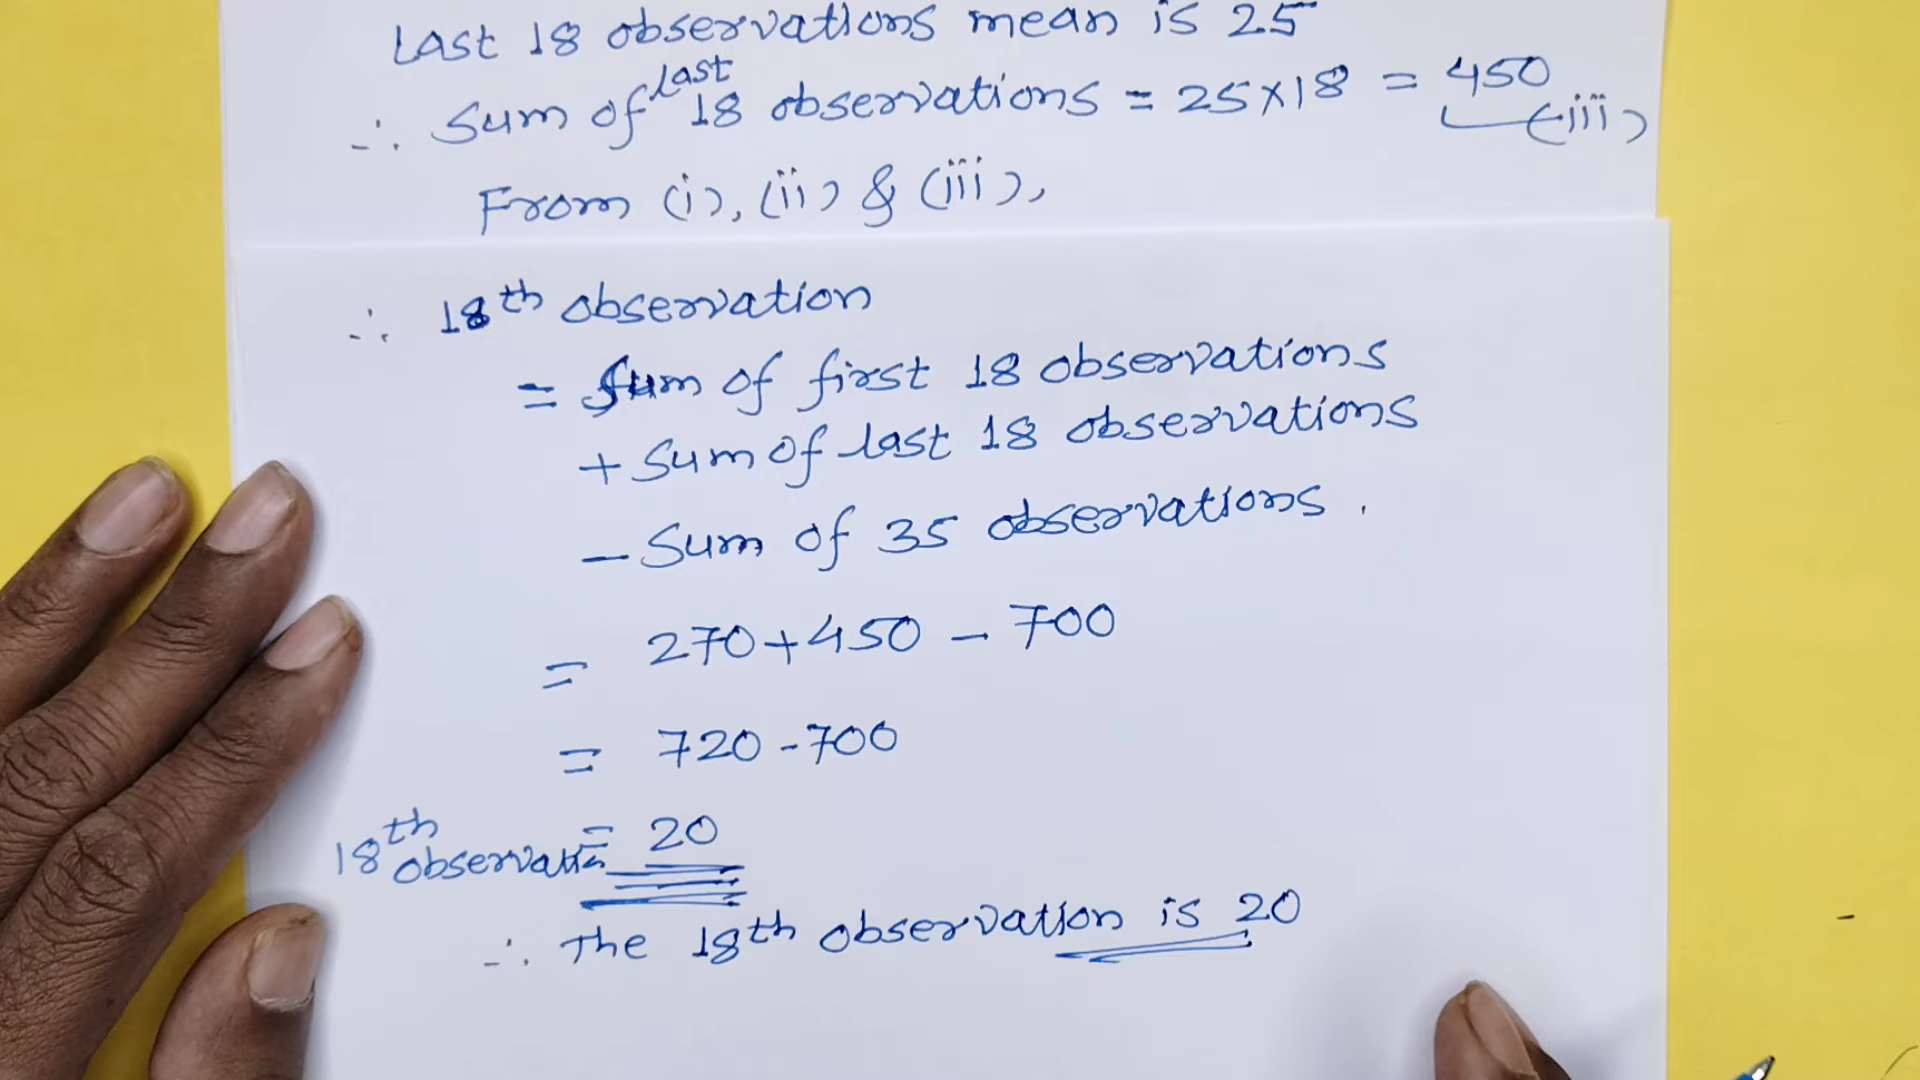 Last 18 observations mean is 25
∴ Sum of last 18 observations = 25×18 = 450
(iii)
From (i), (ii) & (iii),
∴ 18th observation
= Sum of first 18 observations
+ Sum of last 18 observations
- Sum of 35 observations.
= 270+450 - 700
= 720-700
18th observation = 20
∴ The 18th observation is 20